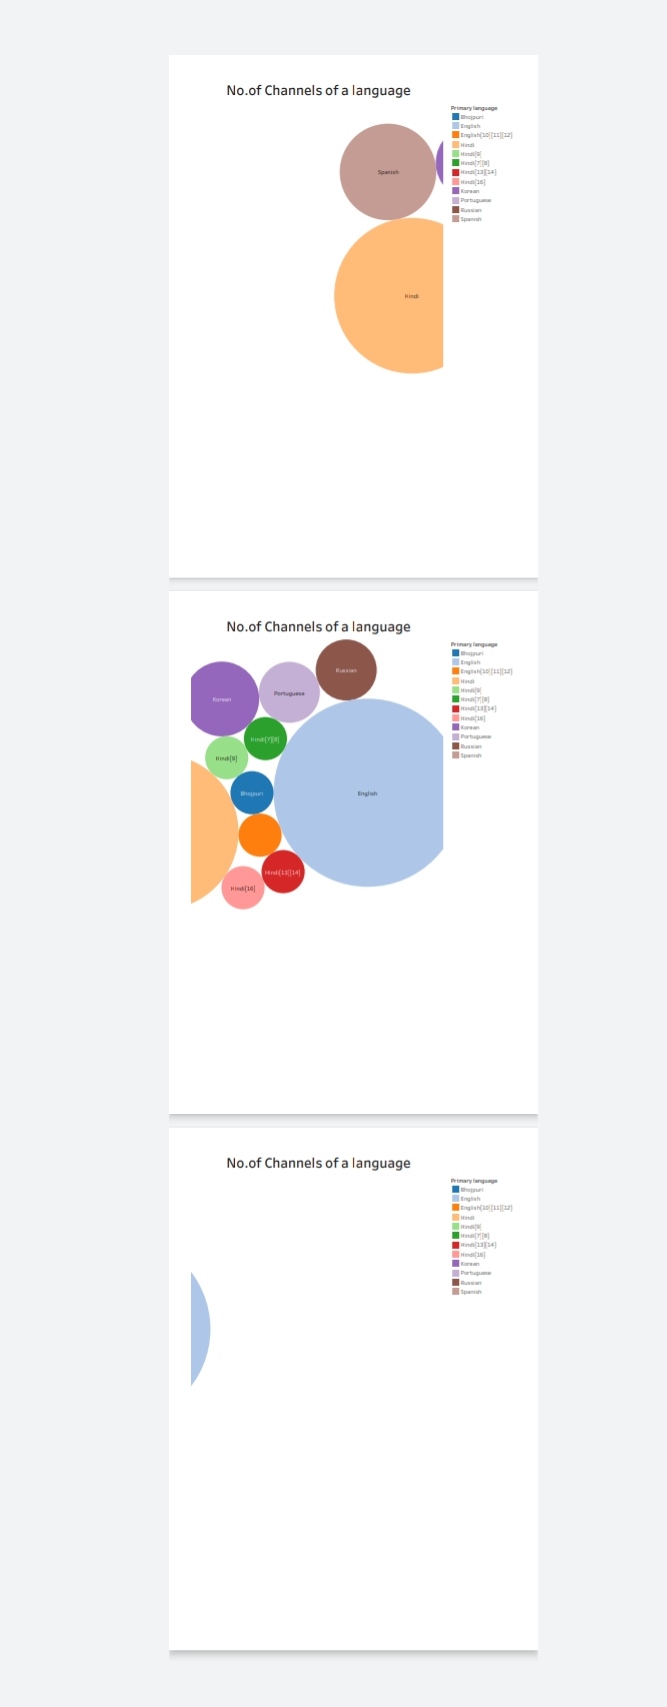 No.of Channels of a language
Primary language
Bhojpuri
English
English[10][11][12]
Hindi
Hindi[9]
Hindi[7][8]
Hindi[13][14]
Hindi[16]
Korean
Portuguese
Russian
Spanish
Spanish
Hindi
No.of Channels of a language
Primary language
Bhojpuri
English
English[10][11][12]
Hindi
Hindi[9]
Hindi[7][8]
Hindi[13][14]
Hindi[16]
Korean
Portuguese
Russian
Spanish
Russian
Portuguese
Korean
Hindi[7][8]
Hindi[9]
Bhojpuri
English
Hindi[13][14]
Hindi[16]
No.of Channels of a language
Primary language
Bhojpuri
English
English[10][11][12]
Hindi
Hindi[9]
Hindi[7][8]
Hindi[13][14]
Hindi[16]
Korean
Portuguese
Russian
Spanish